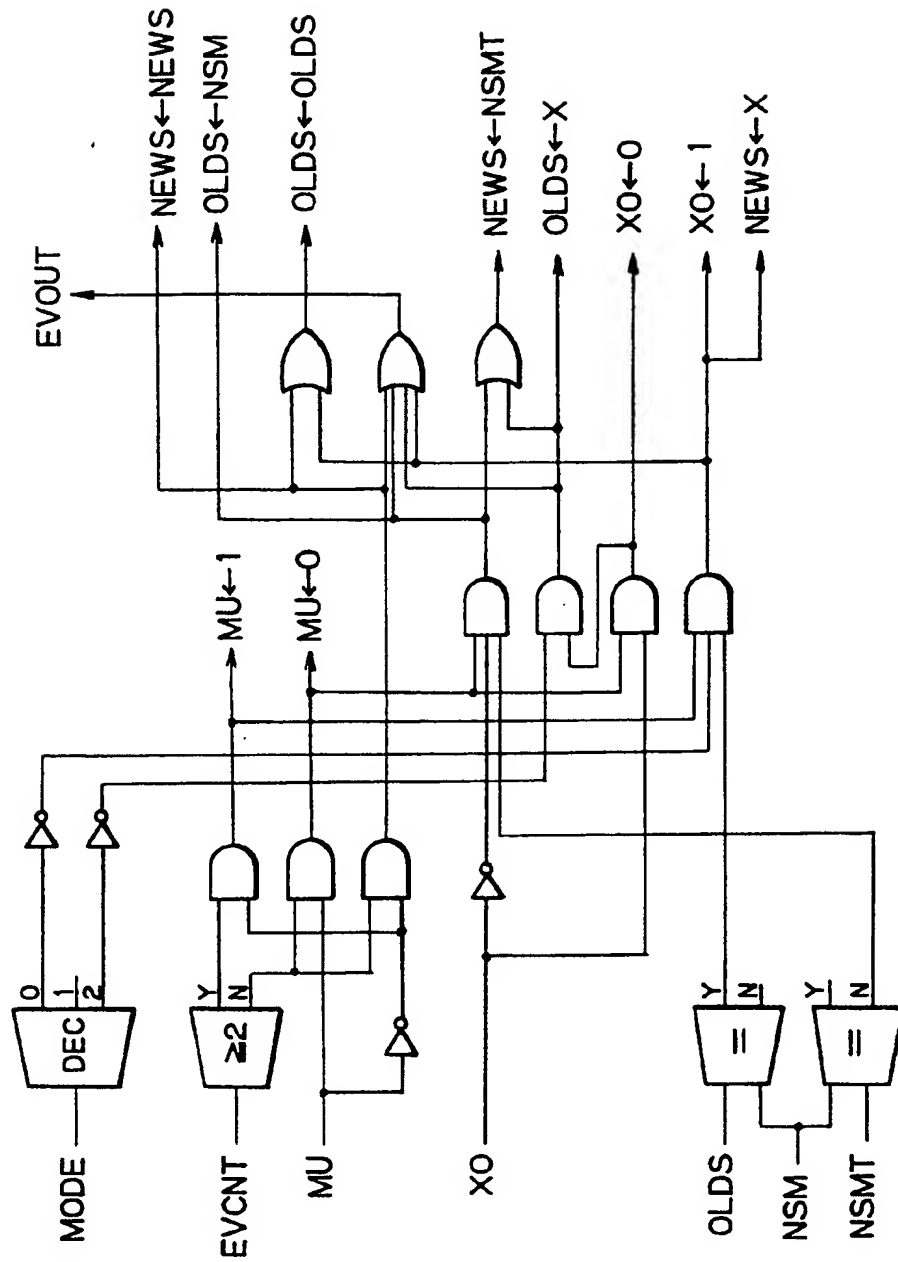 MODE
DEC
0
1
2
EVCNT
≧2
Y
N
MU
XO
OLDS
=
Y
N
NSM
NSMT
=
Y
N
MU←1
MU←0
EVOUT
NEWS←NEWS
OLDS←NSM
OLDS←OLDS
NEWS←NSMT
OLDS←X
XO←0
XO←1
NEWS←X